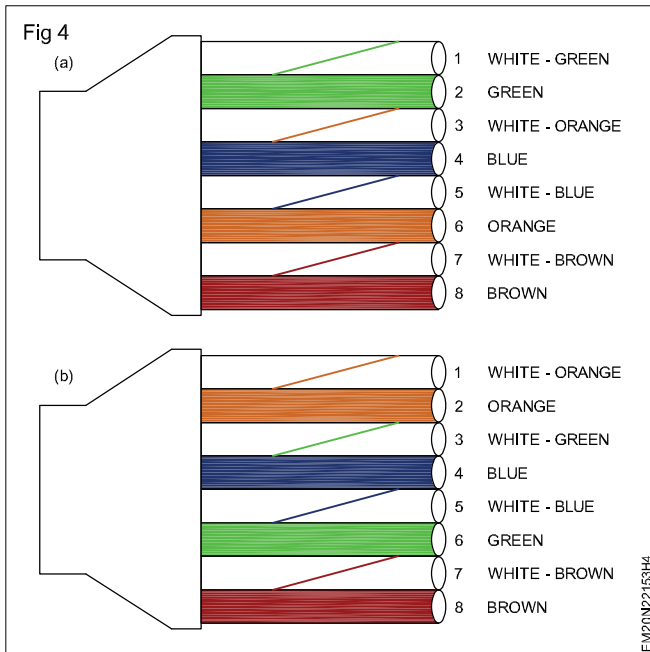 Fig 4
(a)
1 WHITE - GREEN
2 GREEN
3 WHITE - ORANGE
4 BLUE
5 WHITE - BLUE
6 ORANGE
7 WHITE - BROWN
8 BROWN
(b)
1 WHITE - ORANGE
2 ORANGE
3 WHITE - GREEN
4 BLUE
5 WHITE - BLUE
6 GREEN
7 WHITE - BROWN
8 BROWN
EM20N22153H4